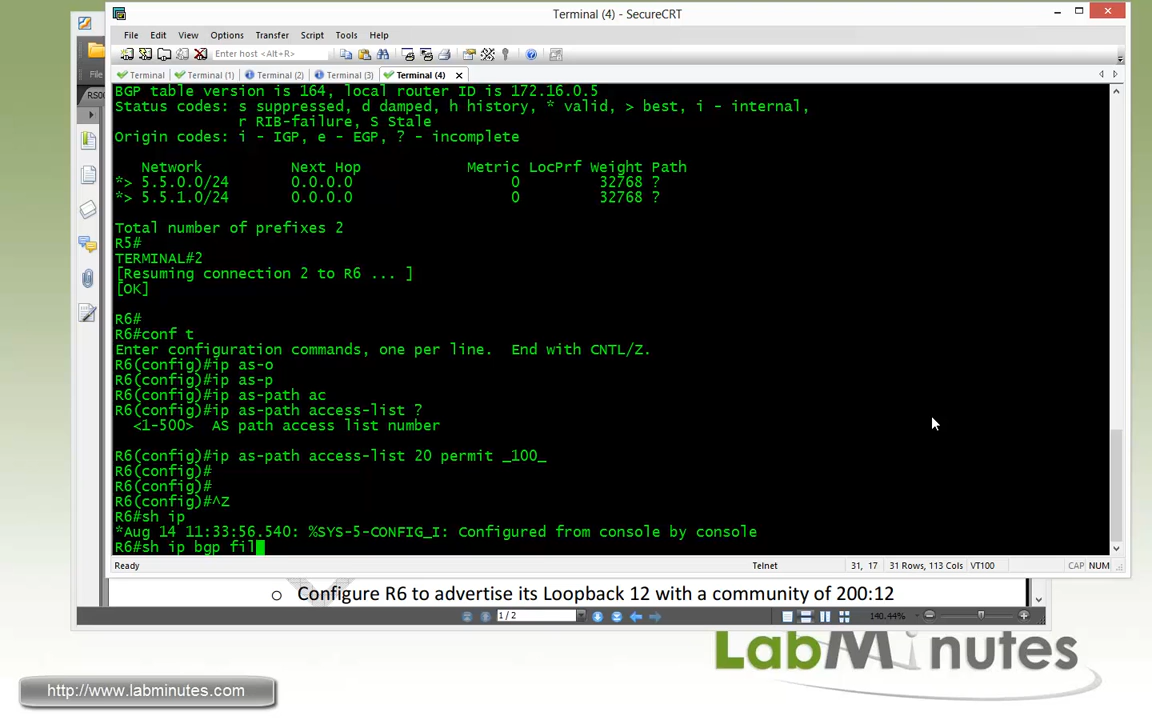 Terminal (4) - SecureCRT
File Edit View Options Transfer Script Tools Help
Enter host <Alt+R>
Terminal Terminal (1) Terminal (2) Terminal (3) Terminal (4)
File
RS00
BGP table version is 164, local router ID is 172.16.0.5
Status codes: s suppressed, d damped, h history, * valid, > best, i - internal,
r RIB-failure, S Stale
Origin codes: i - IGP, e - EGP, ? - incomplete
Network Next Hop Metric LocPrf Weight Path
*> 5.5.0.0/24 0.0.0.0 0 32768 ?
*> 5.5.1.0/24 0.0.0.0 0 32768 ?
Total number of prefixes 2
R5#
TERMINAL#2
[Resuming connection 2 to R6 ... ]
[OK]
R6#
R6#conf t
Enter configuration commands, one per line. End with CNTL/Z.
R6(config)#ip as-o
R6(config)#ip as-p
R6(config)#ip as-path ac
R6(config)#ip as-path access-list ?
<1-500> AS path access list number
R6(config)#ip as-path access-list 20 permit _100_
R6(config)#
R6(config)#
R6(config)#^Z
R6#sh ip
*Aug 14 11:33:56.540: %SYS-5-CONFIG_I: Configured from console by console
R6#sh ip bgp fil
Ready Telnet 31, 17 31 Rows, 113 Cols VT100 CAP NUM
o Configure R6 to advertise its Loopback 12 with a community of 200:12
1 / 2 140.44%
LabMinutes
http://www.labminutes.com